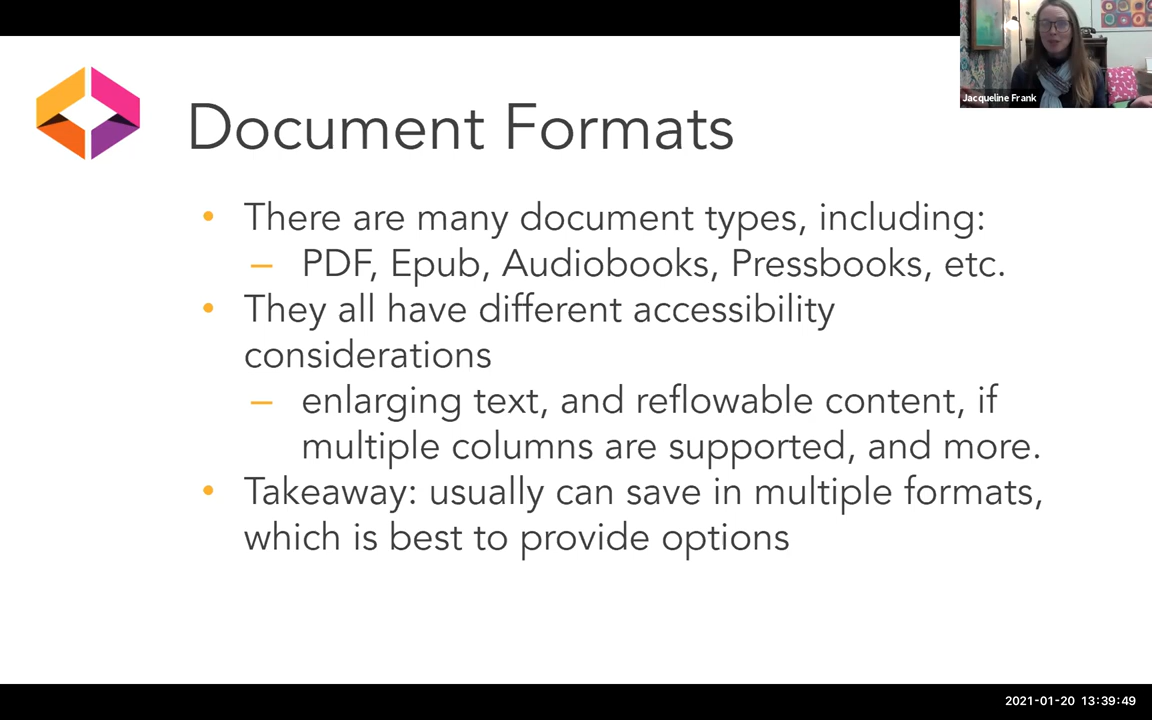 Jacqueline Frank
Document Formats
• There are many document types, including:
– PDF, Epub, Audiobooks, Pressbooks, etc.
• They all have different accessibility
considerations
– enlarging text, and reflowable content, if
multiple columns are supported, and more.
• Takeaway: usually can save in multiple formats,
which is best to provide options
2021-01-20 13:39:49